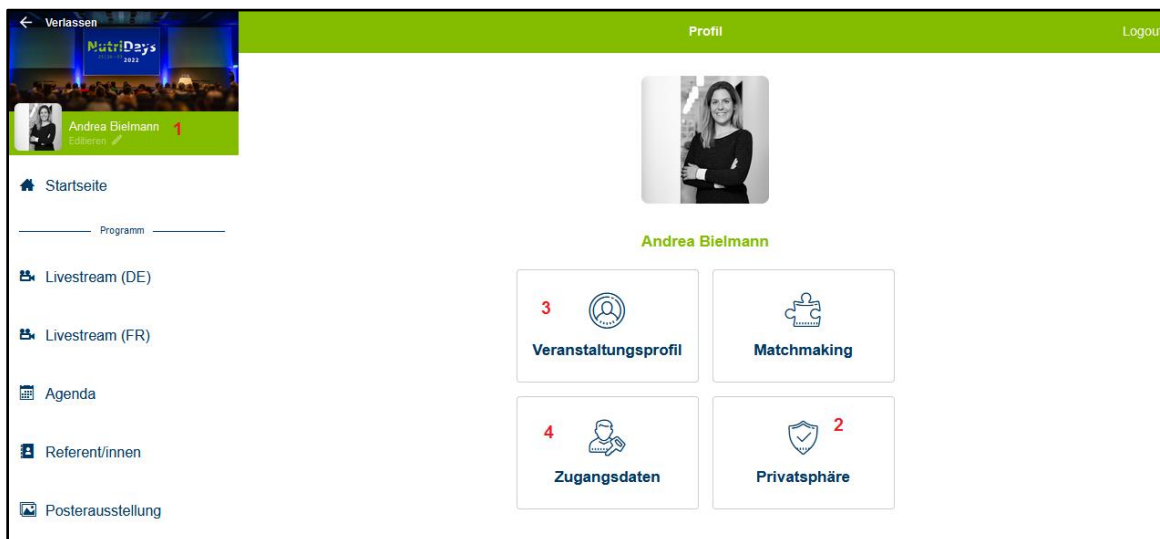 Verlassen
NutriDays
2022
Andrea Bielmann 1
Editieren
Startseite
Programm
Livestream (DE)
Livestream (FR)
Agenda
Referent/innen
Posterausstellung
Profil
Logout
Andrea Bielmann
3
Veranstaltungsprofil
Matchmaking
4
Zugangsdaten
2
Privatsphäre